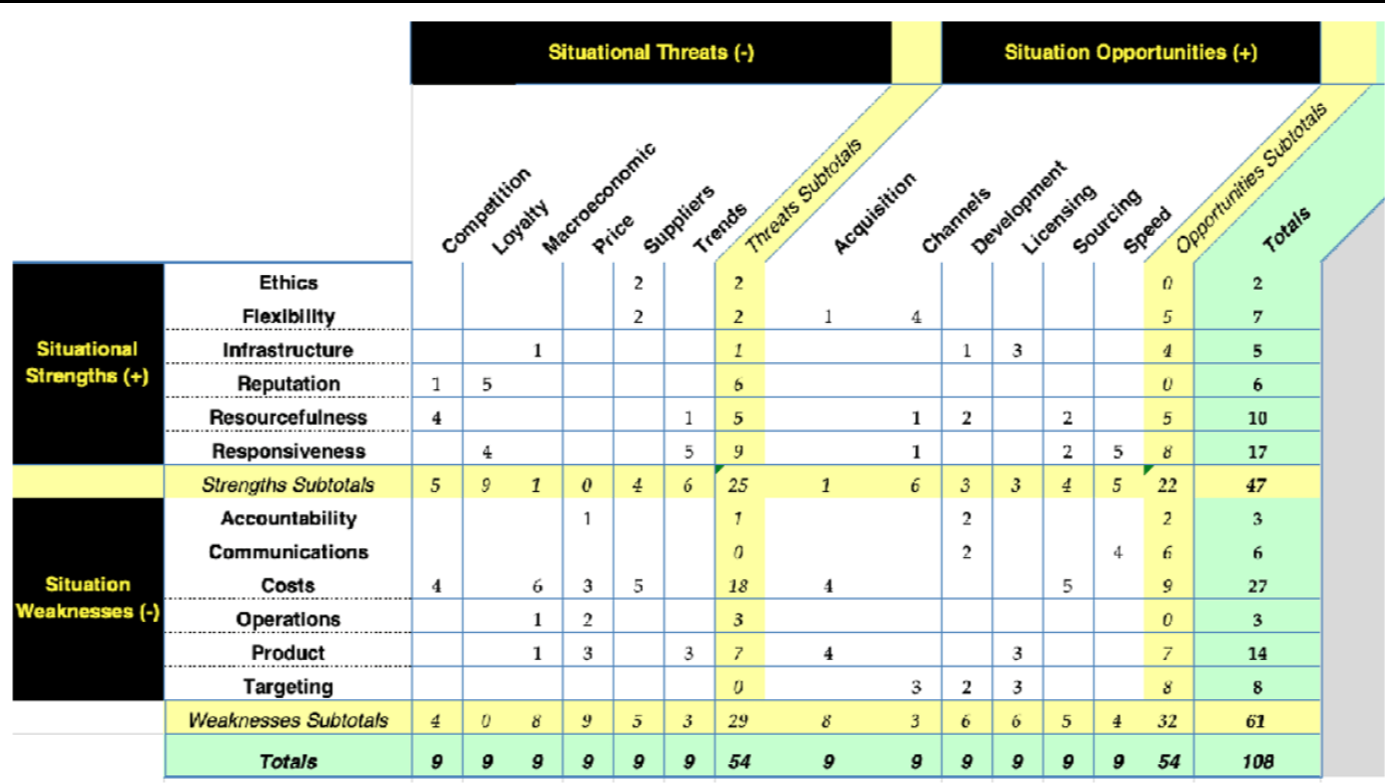 Situational Threats (-) Situation Opportunities (+)
Competition Loyalty Macroeconomic Price Suppliers Trends Threats Subtotals Acquisition Channels Development Licensing Sourcing Speed Opportunities Subtotals Totals
Ethics 2 2 0 2
Flexibility 2 2 1 4 5 7
Situational Infrastructure 1 1 1 3 4 5
Strengths (+) Reputation 1 5 6 0 6
Resourcefulness 4 1 5 1 2 2 5 10
Responsiveness 4 5 9 1 2 5 8 17
Strengths Subtotals 5 9 1 0 4 6 25 1 6 3 3 4 5 22 47
Accountability 1 1 2 2 3
Communications 0 2 4 6 6
Situation Costs 4 6 3 5 18 4 5 9 27
Weaknesses (-) Operations 1 2 3 0 3
Product 1 3 3 7 4 3 7 14
Targeting 0 3 2 3 8 8
Weaknesses Subtotals 4 0 8 9 5 3 29 8 3 6 6 5 4 32 61
Totals 9 9 9 9 9 9 54 9 9 9 9 9 9 54 108